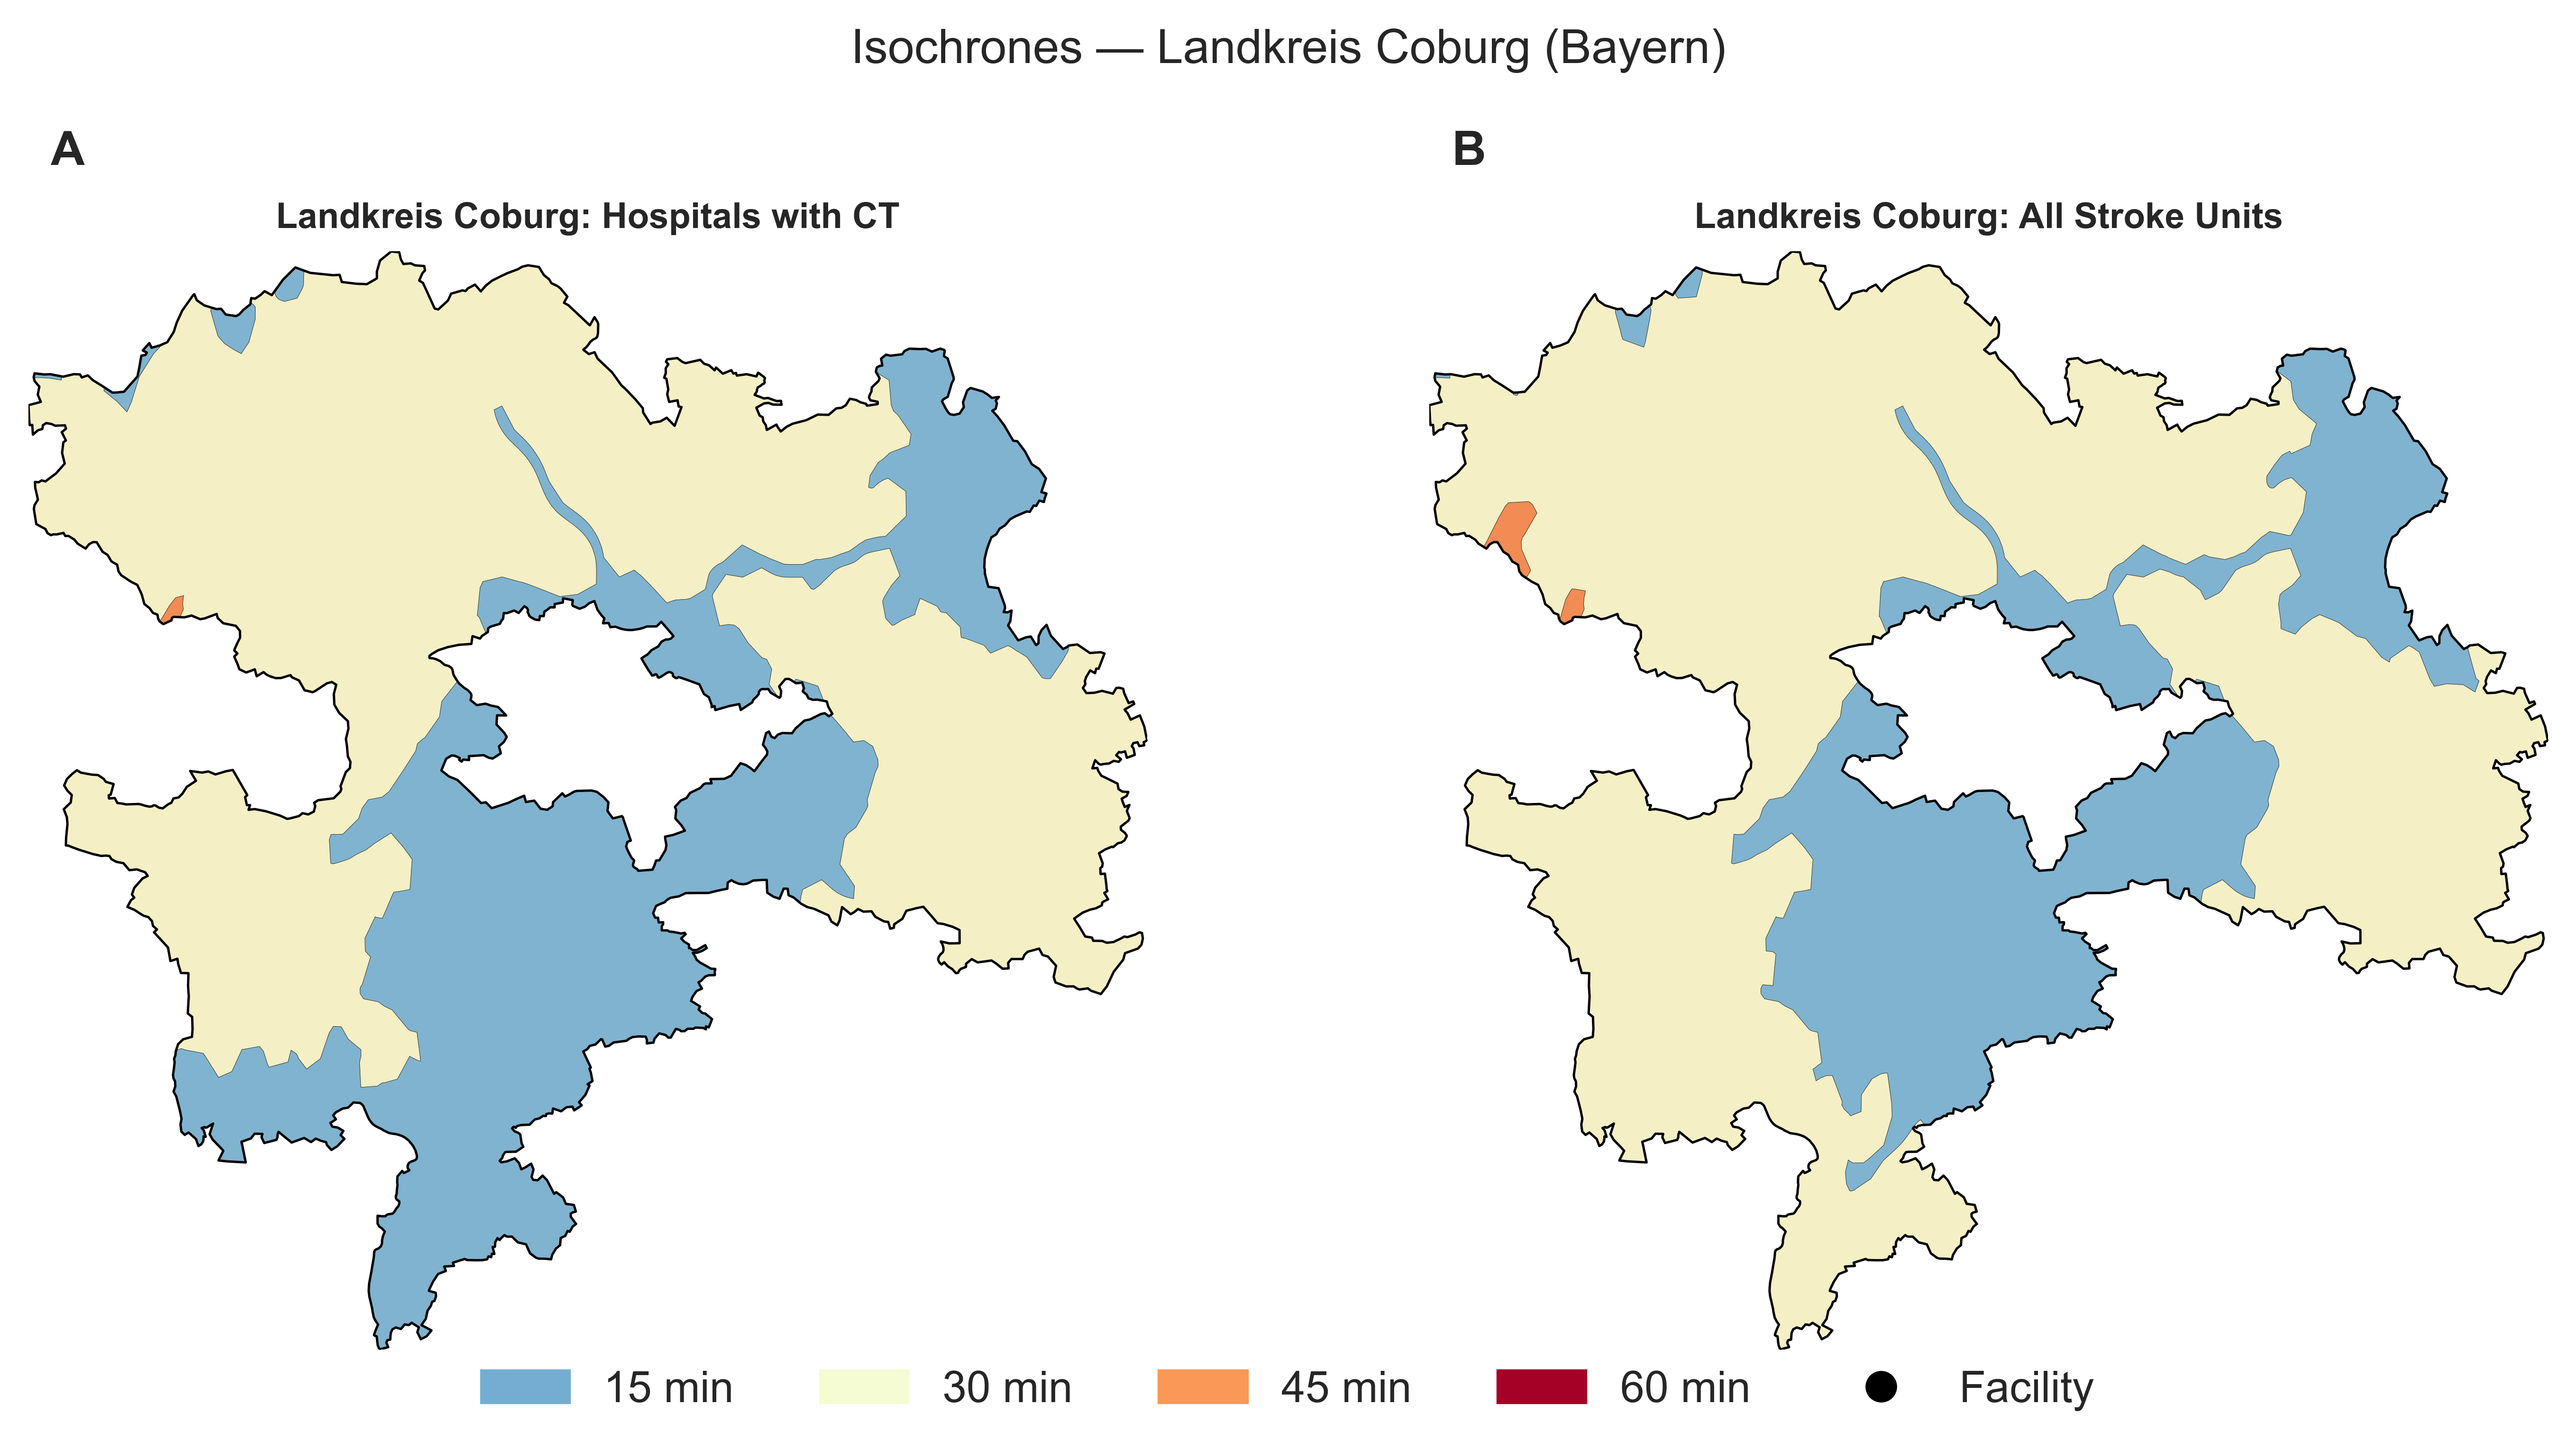 Isochrones — Landkreis Coburg (Bayern)
A
B
Landkreis Coburg: Hospitals with CT
Landkreis Coburg: All Stroke Units
15 min
30 min
45 min
60 min
Facility